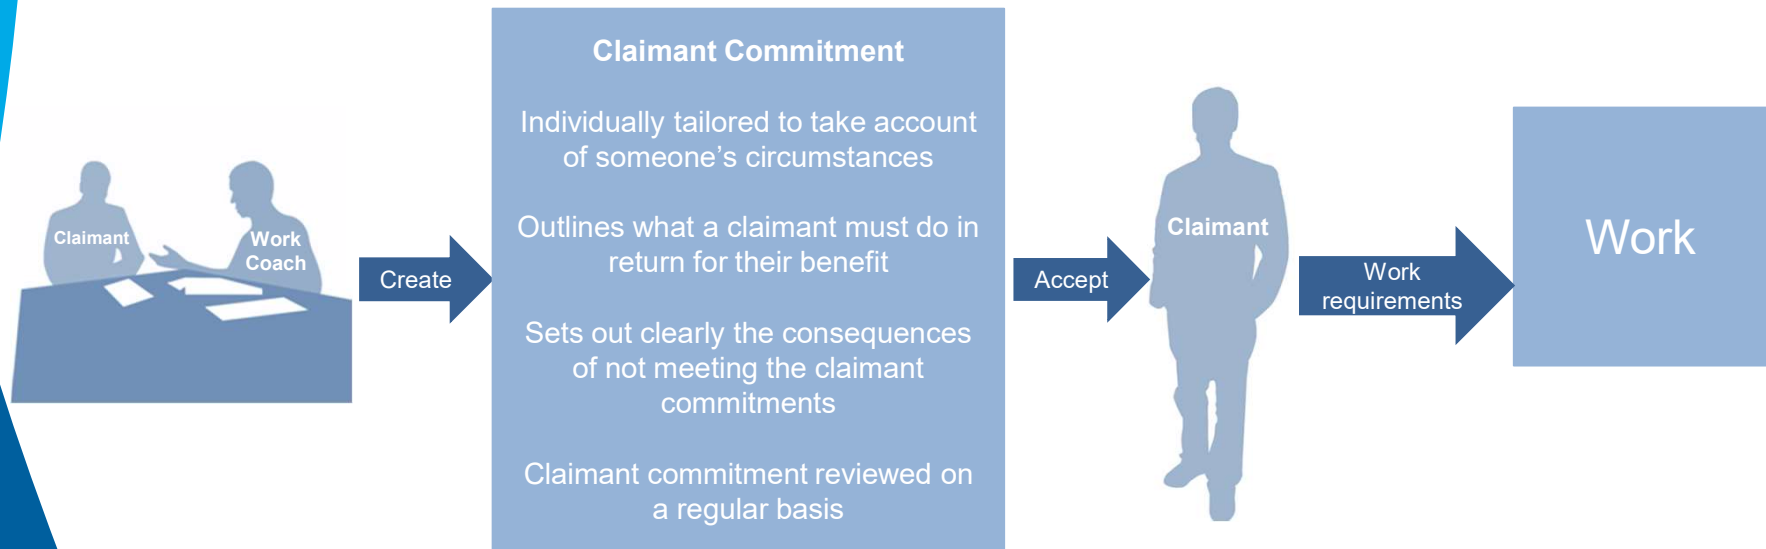 Claimant
Work
Coach
Create
Claimant Commitment
Individually tailored to take account
of someone’s circumstances
Outlines what a claimant must do in
return for their benefit
Sets out clearly the consequences
of not meeting the claimant
commitments
Claimant commitment reviewed on
a regular basis
Accept
Claimant
Work
requirements
Work